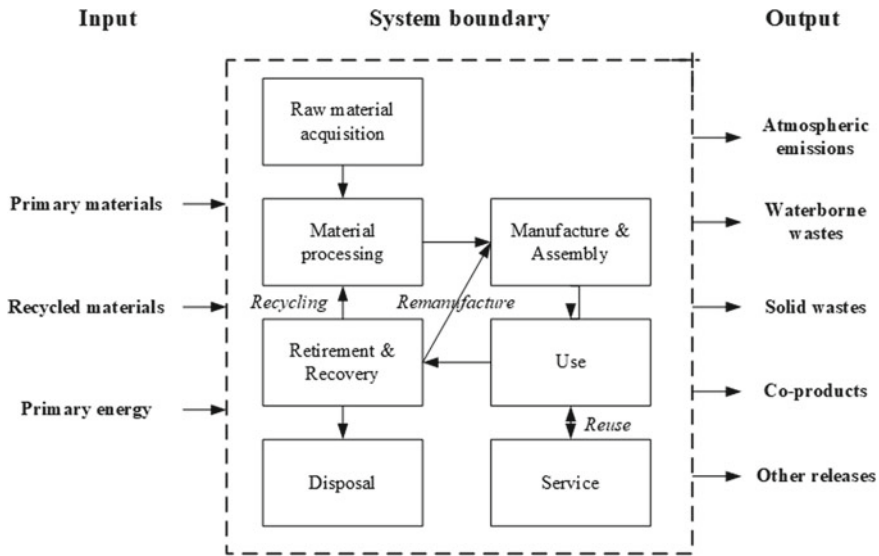 Input
System boundary
Output
Raw material
acquisition
Atmospheric
emissions
Primary materials
Material
processing
Manufacture &
Assembly
Waterborne
wastes
Recycled materials
Recycling
Remanufacture
Solid wastes
Retirement &
Recovery
Use
Primary energy
Co-products
Reuse
Disposal
Service
Other releases